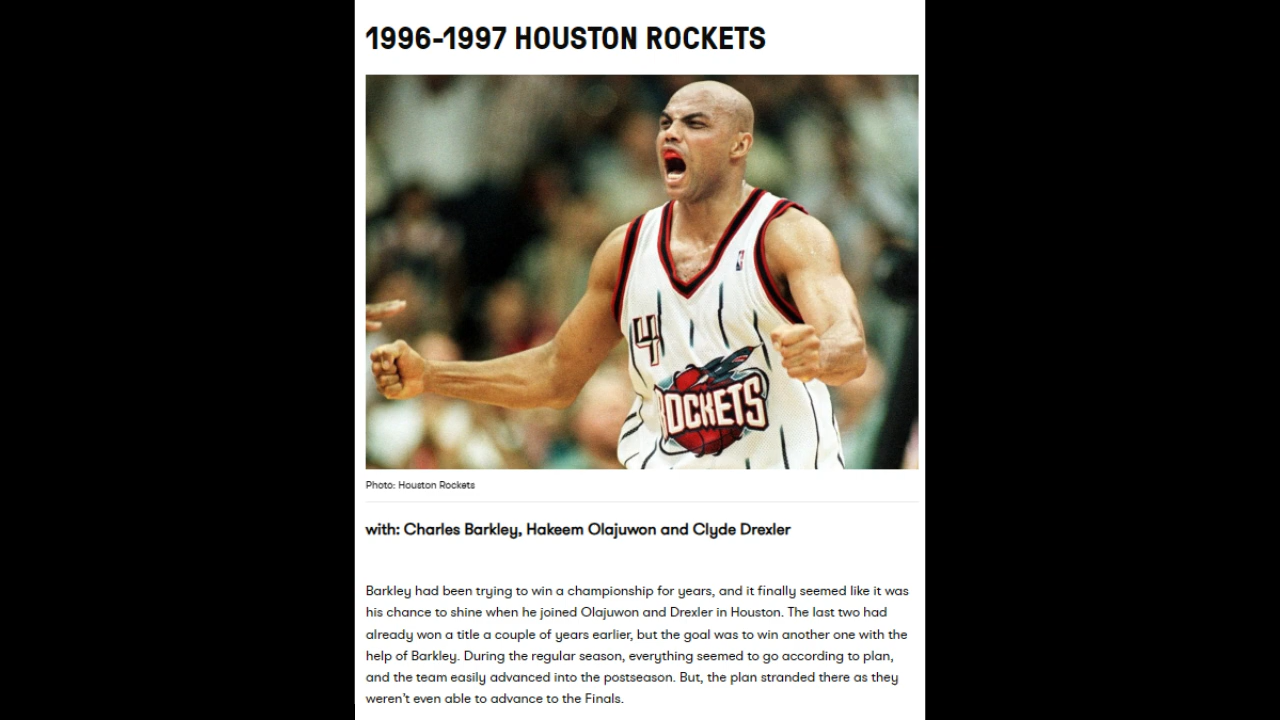 1996-1997 HOUSTON ROCKETS
4
ROCKETS
Photo: Houston Rockets
with: Charles Barkley, Hakeem Olajuwon and Clyde Drexler
Barkley had been trying to win a championship for years, and it finally seemed like it was
his chance to shine when he joined Olajuwon and Drexler in Houston. The last two had
already won a title a couple of years earlier, but the goal was to win another one with the
help of Barkley. During the regular season, everything seemed to go according to plan,
and the team easily advanced into the postseason. But, the plan stranded there as they
weren't even able to advance to the Finals.